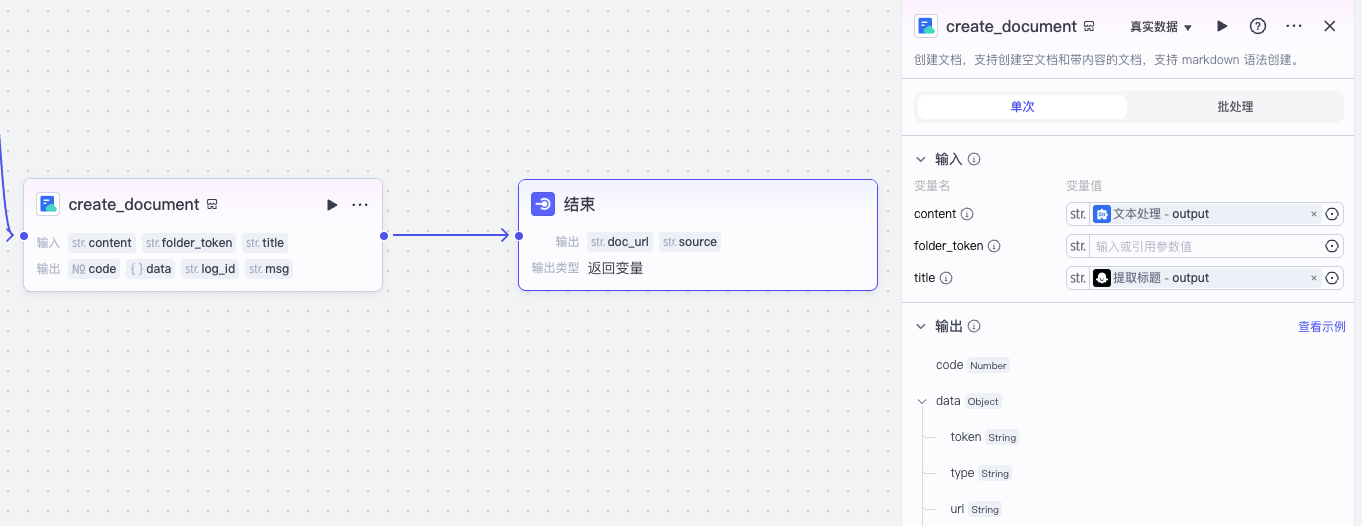 create_document
输入 str. content str. folder_token str. title
输出 № code { } data str. log_id str. msg
结束
输出 str. doc_url str. source
输出类型 返回变量
create_document 真实数据
创建文档，支持创建空文档和带内容的文档，支持 markdown 语法创建。
单次 批处理
输入
变量名 变量值
content str. 文本处理 - output ×
folder_token str. 输入或引用参数值
title str. 提取标题 - output ×
输出 查看示例
code Number
data Object
token String
type String
url String